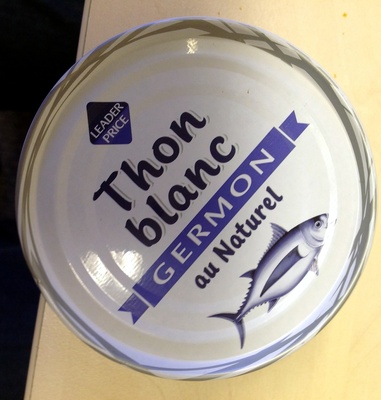 LEADER
PRICE
Thon
blanc
GERMON
au Naturel